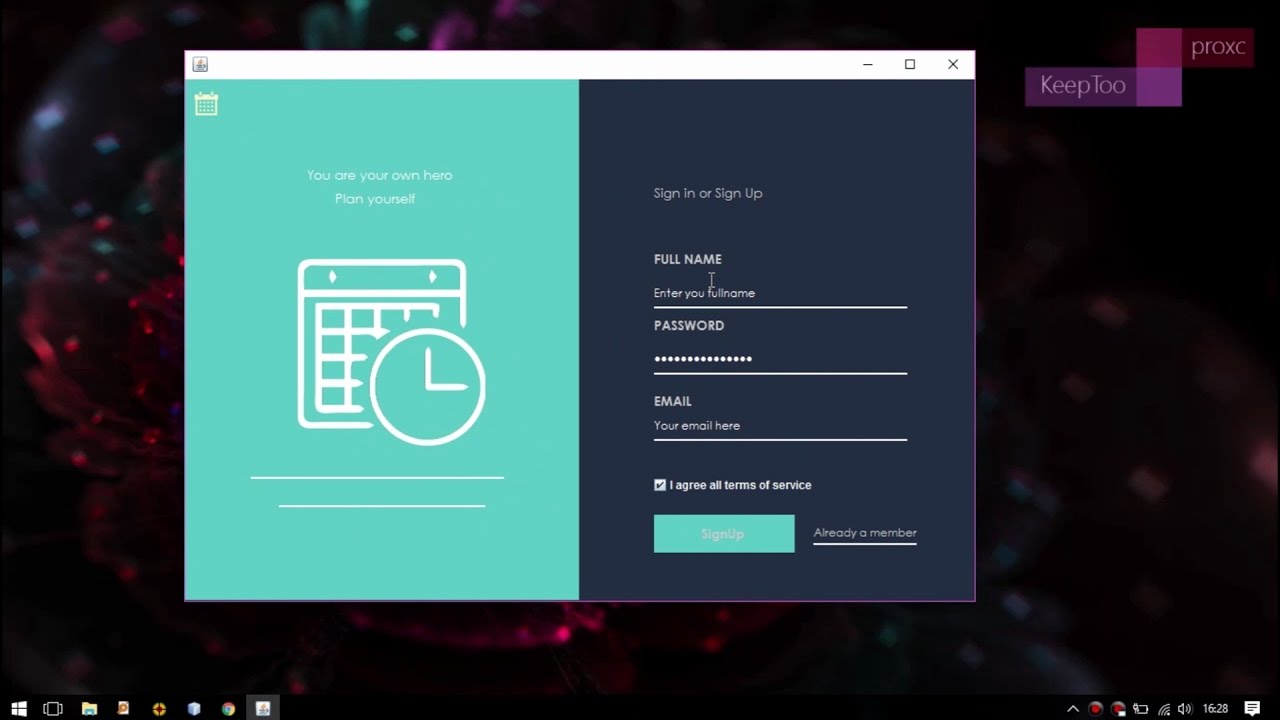 proxc
KeepToo
You are your own hero
Plan yourself
Sign in or Sign Up
FULL NAME
Enter you fullname
PASSWORD
•••••••••••••••
EMAIL
Your email here
I agree all terms of service
SignUp
Already a member
16:28